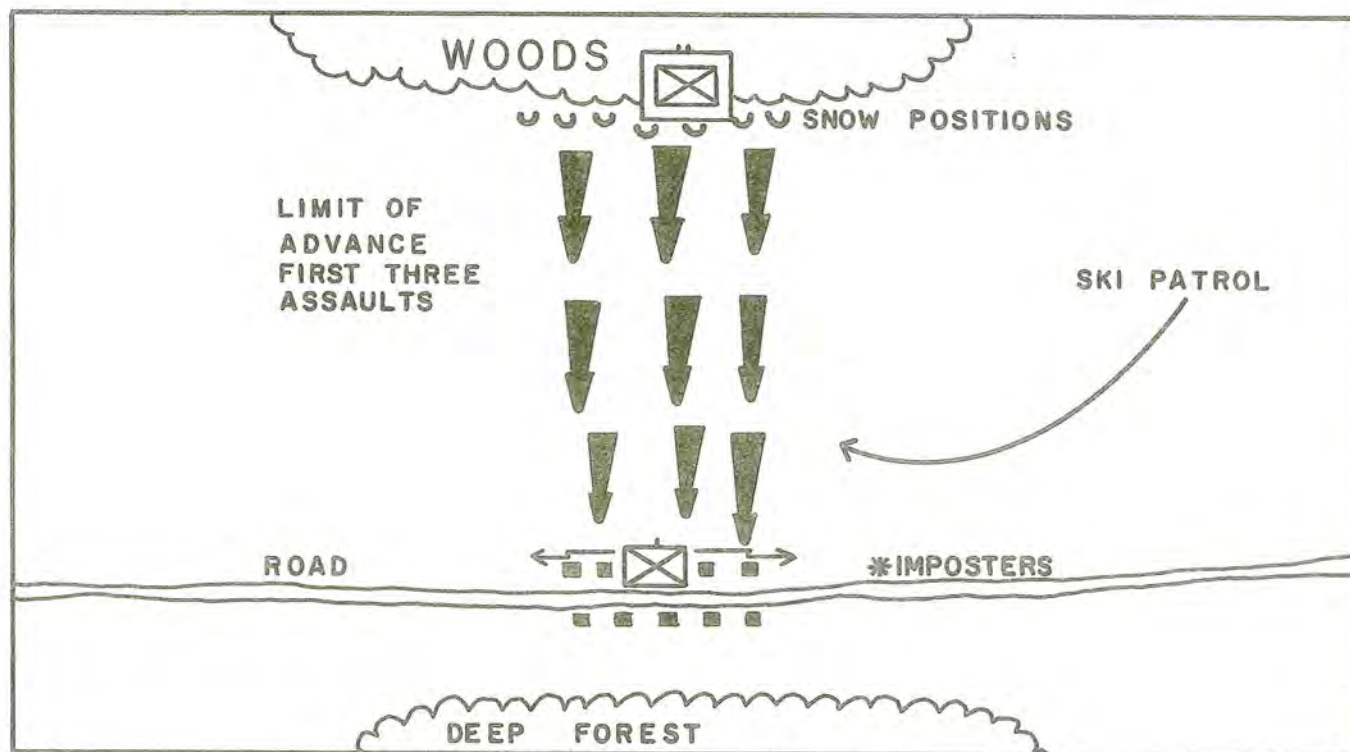 WOODS
SNOW POSITIONS
LIMIT OF
ADVANCE
FIRST THREE
ASSAULTS
SKI PATROL
ROAD
*IMPOSTERS
DEEP FOREST